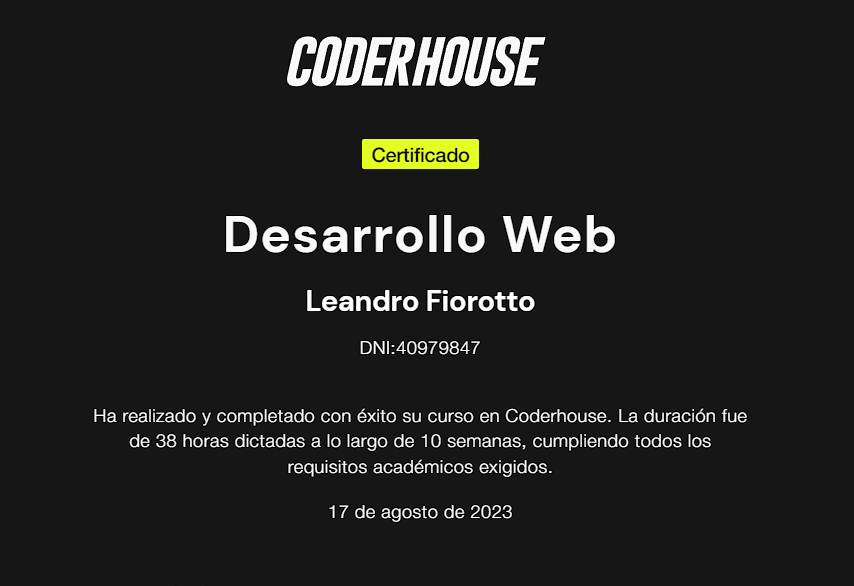 CODERHOUSE
Certificado
Desarrollo Web
Leandro Fiorotto
DNI:40979847
Ha realizado y completado con éxito su curso en Coderhouse. La duración fue
de 38 horas dictadas a lo largo de 10 semanas, cumpliendo todos los
requisitos académicos exigidos.
17 de agosto de 2023